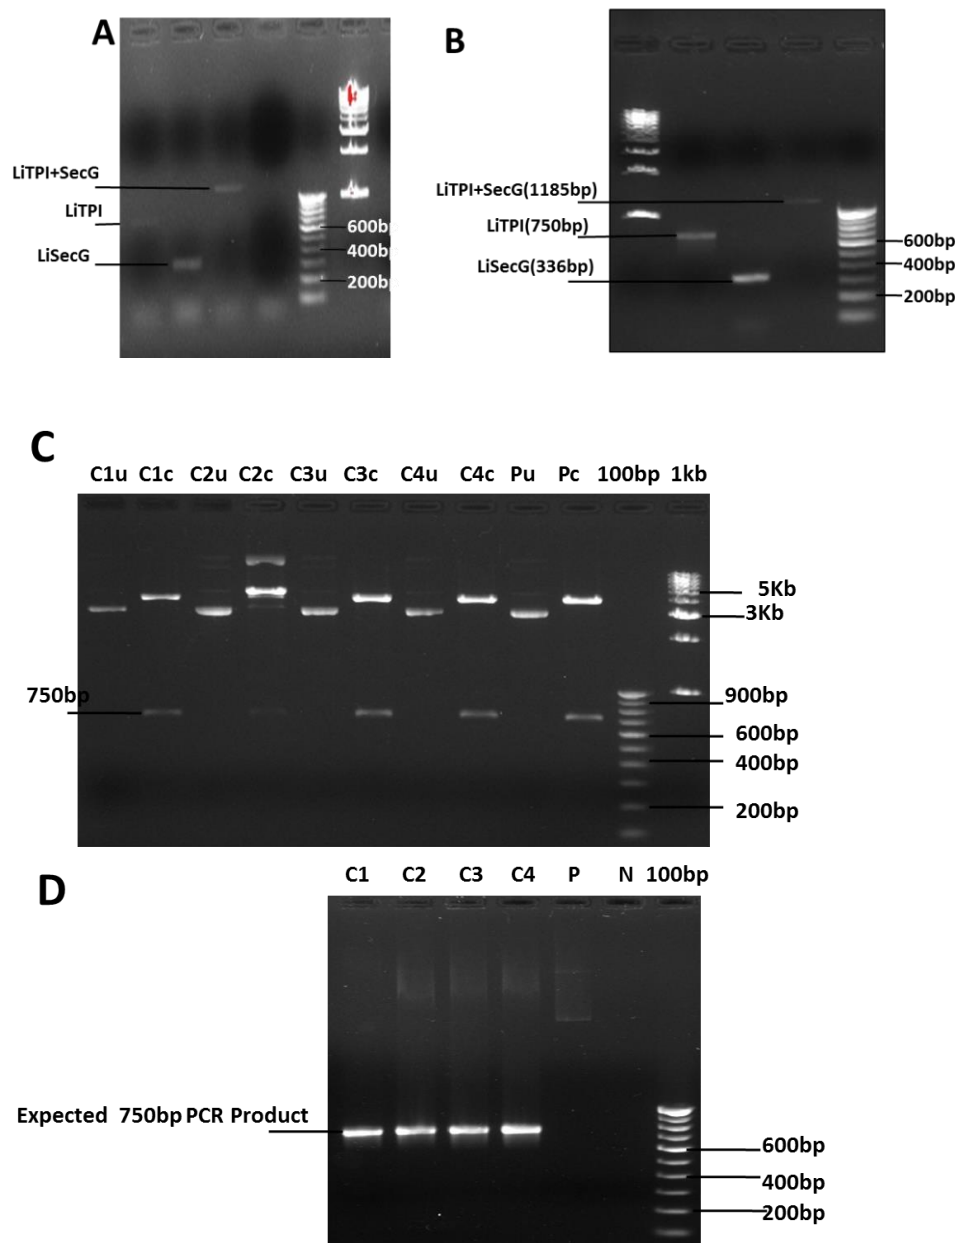 A
LiTPI+SecG
LiTPI
LiSecG
600bp
400bp
200bp
B
LiTPI+SecG(1185bp)
LiTPI(750bp)
LiSecG(336bp)
600bp
400bp
200bp
C
C1u C1c C2u C2c C3u C3c C4u C4c Pu Pc 100bp 1kb
5Kb
3Kb
750bp
900bp
600bp
400bp
200bp
D
C1 C2 C3 C4 P N 100bp
Expected 750bp PCR Product
600bp
400bp
200bp